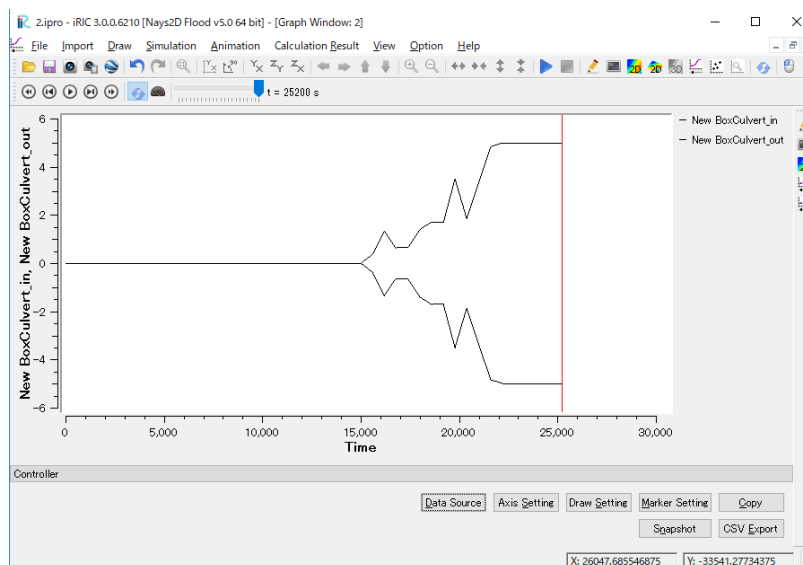 2.ipro - iRIC 3.0.0.6210 [Nays2D Flood v5.0 64 bit] - [Graph Window: 2]
File Import Draw Simulation Animation Calculation Result View Option Help
t = 25200 s
New BoxCulvert_in, New BoxCulvert_out
6
4
2
0
-2
-4
-6
0 5,000 10,000 15,000 20,000 25,000 30,000
Time
New BoxCulvert_in
New BoxCulvert_out
Controller
Data Source Axis Setting Draw Setting Marker Setting Copy
Snapshot CSV Export
X: 26047.685546875 Y: -33541.27734375